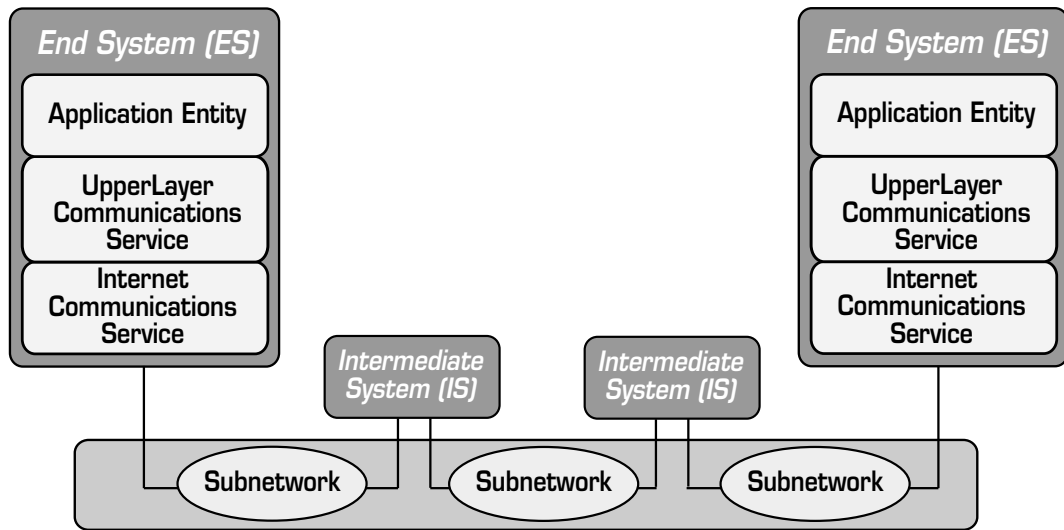 End System (ES)
Application Entity
UpperLayer
Communications
Service
Internet
Communications
Service
End System (ES)
Application Entity
UpperLayer
Communications
Service
Internet
Communications
Service
Intermediate
System (IS)
Intermediate
System (IS)
Subnetwork
Subnetwork
Subnetwork